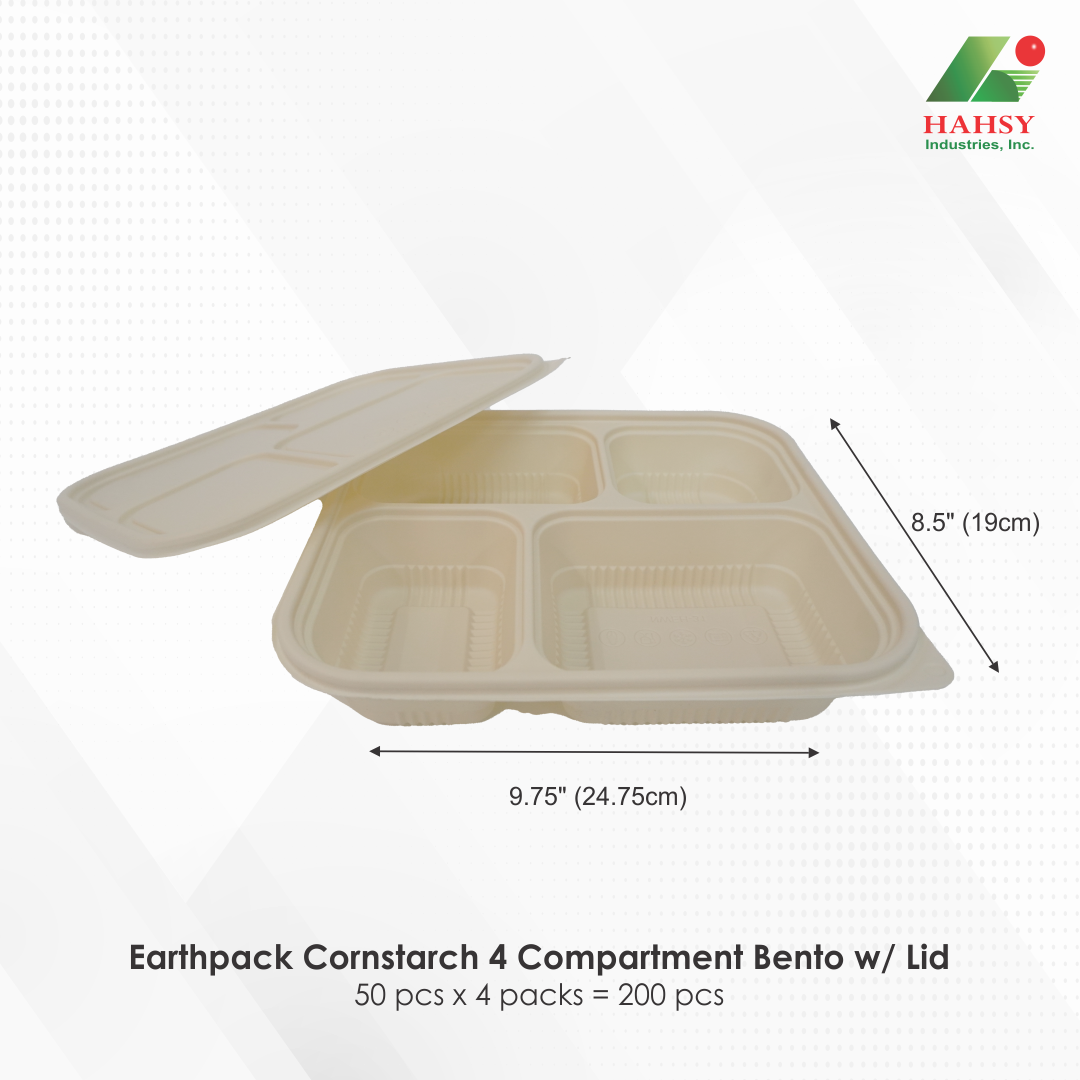 HAHSY
Industries, Inc.
8.5" (19cm)
9.75" (24.75cm)
Earthpack Cornstarch 4 Compartment Bento w/ Lid
50 pcs x 4 packs = 200 pcs